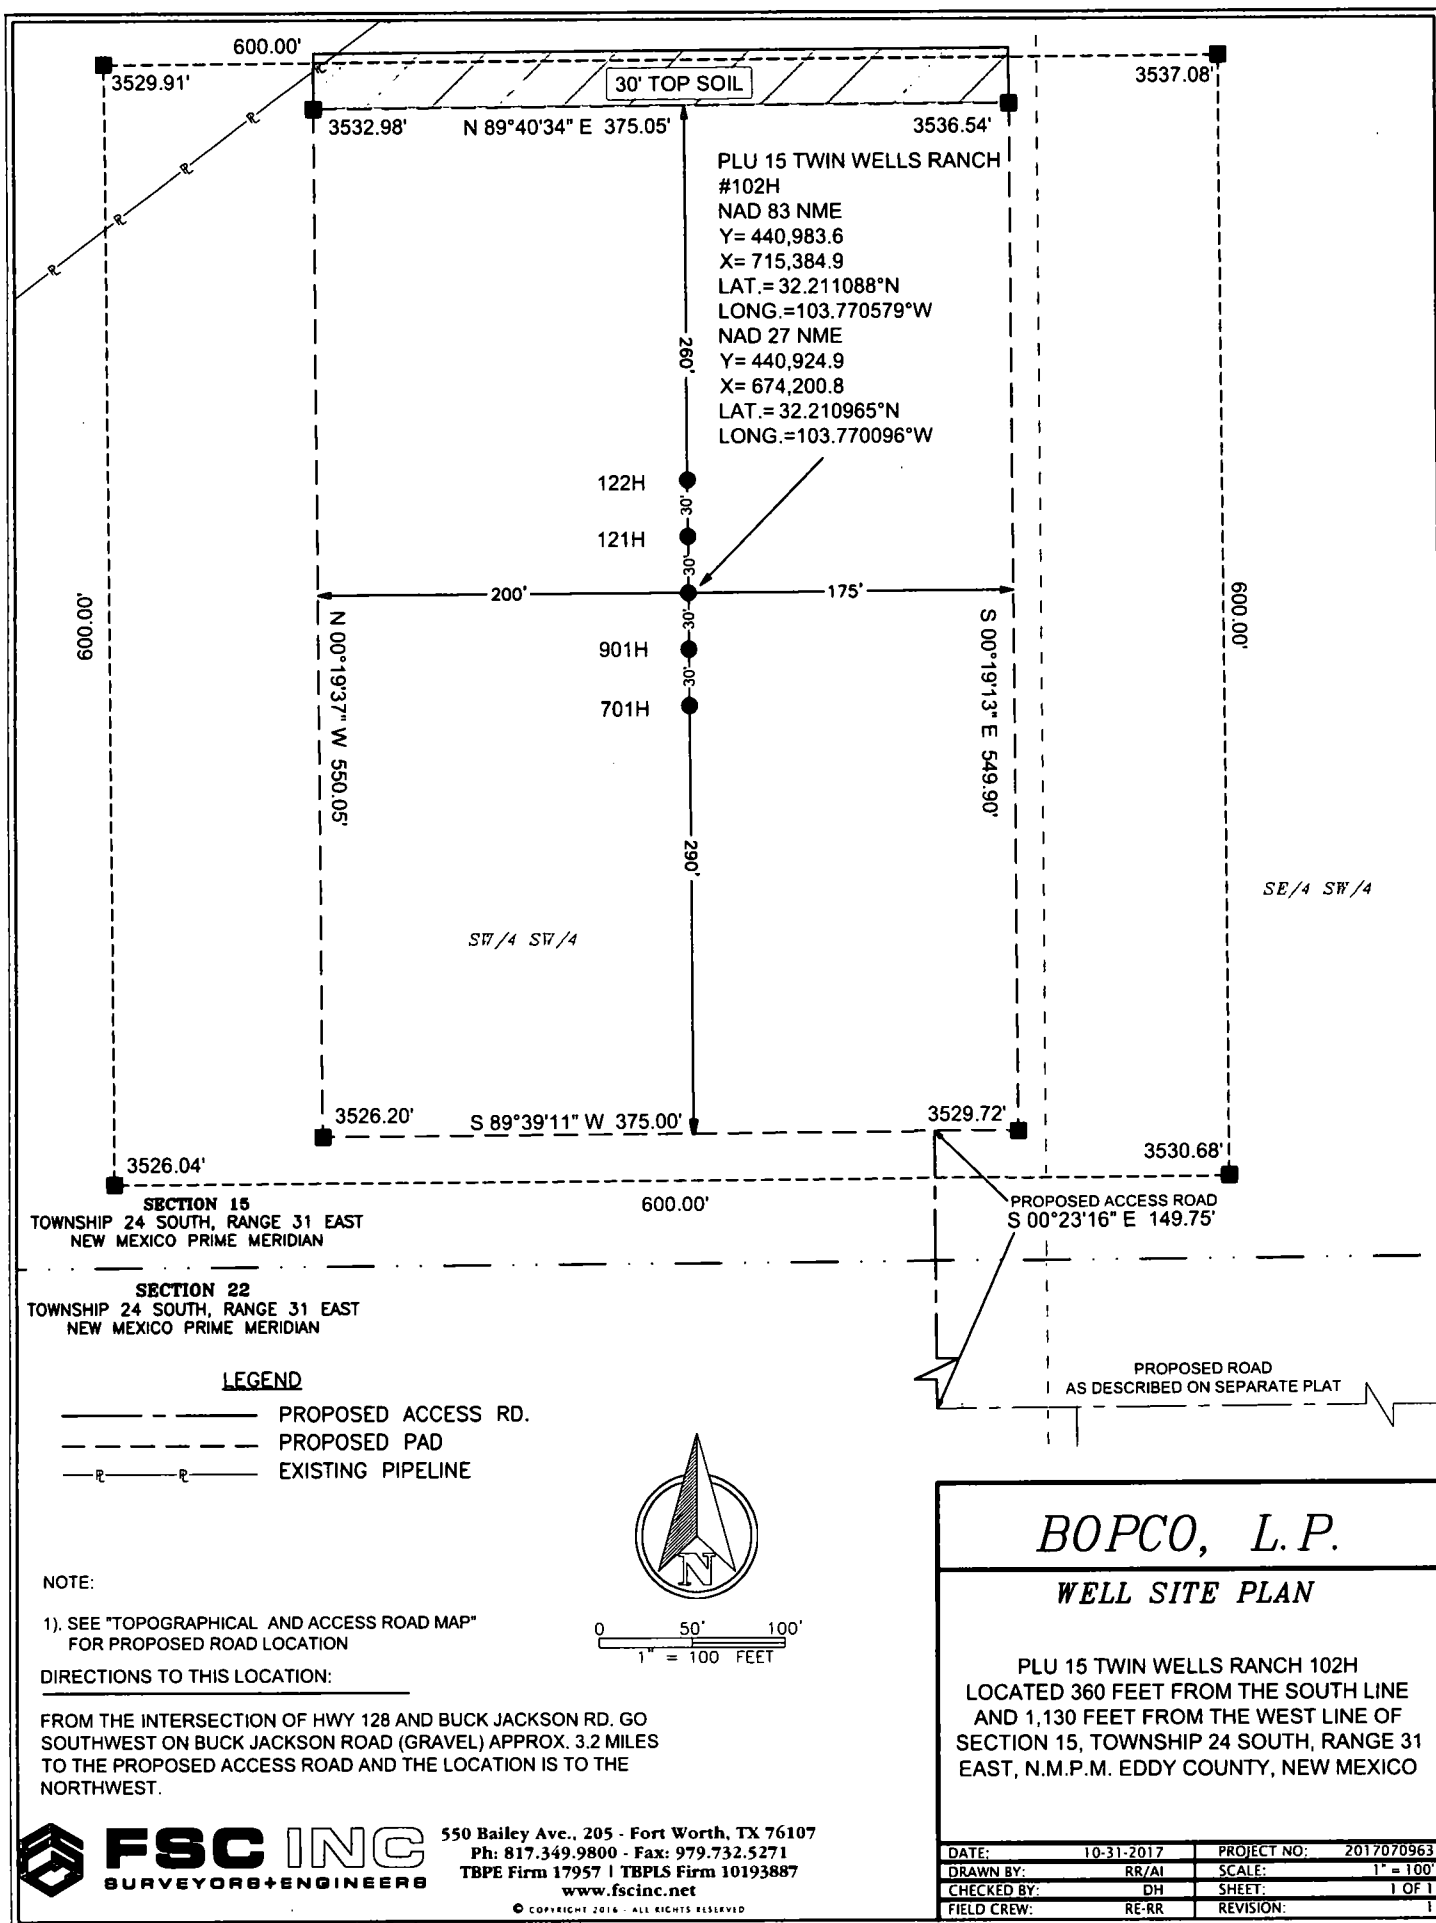 600.00'
3529.91'
3537.08'
30' TOP SOIL
3532.98'
N 89°40'34" E 375.05'
3536.54'
PLU 15 TWIN WELLS RANCH
#102H
NAD 83 NME
Y= 440,983.6
X= 715,384.9
LAT.= 32.211088°N
LONG.=103.770579°W
NAD 27 NME
Y= 440,924.9
X= 674,200.8
LAT.= 32.210965°N
LONG.=103.770096°W
260'
122H
30'
121H
30'
200'
175'
30'
901H
30'
701H
600.00'
N 00°19'37" W 550.05'
S 00°19'13" E 549.90'
600.00'
290'
SE/4 SW/4
SW/4 SW/4
3526.20'
S 89°39'11" W 375.00'
3529.72'
3526.04'
3530.68'
600.00'
SECTION 15
TOWNSHIP 24 SOUTH, RANGE 31 EAST
NEW MEXICO PRIME MERIDIAN
PROPOSED ACCESS ROAD
S 00°23'16" E 149.75'
SECTION 22
TOWNSHIP 24 SOUTH, RANGE 31 EAST
NEW MEXICO PRIME MERIDIAN
PROPOSED ROAD
AS DESCRIBED ON SEPARATE PLAT
LEGEND
PROPOSED ACCESS RD.
PROPOSED PAD
EXISTING PIPELINE
N
0 50' 100'
1" = 100 FEET
NOTE:
1). SEE "TOPOGRAPHICAL AND ACCESS ROAD MAP"
FOR PROPOSED ROAD LOCATION
DIRECTIONS TO THIS LOCATION:
FROM THE INTERSECTION OF HWY 128 AND BUCK JACKSON RD. GO
SOUTHWEST ON BUCK JACKSON ROAD (GRAVEL) APPROX. 3.2 MILES
TO THE PROPOSED ACCESS ROAD AND THE LOCATION IS TO THE
NORTHWEST.
BOPCO, L.P.
WELL SITE PLAN
PLU 15 TWIN WELLS RANCH 102H
LOCATED 360 FEET FROM THE SOUTH LINE
AND 1,130 FEET FROM THE WEST LINE OF
SECTION 15, TOWNSHIP 24 SOUTH, RANGE 31
EAST, N.M.P.M. EDDY COUNTY, NEW MEXICO
FSC INC
SURVEYORS+ENGINEERS
550 Bailey Ave., 205 - Fort Worth, TX 76107
Ph: 817.349.9800 - Fax: 979.732.5271
TBPE Firm 17957 | TBPLS Firm 10193887
www.fscinc.net
© COPYRIGHT 2016 - ALL RIGHTS RESERVED
DATE: 10-31-2017 PROJECT NO: 2017070963
DRAWN BY: RR/AI SCALE: 1" = 100'
CHECKED BY: DH SHEET: 1 OF 1
FIELD CREW: RE-RR REVISION: 1